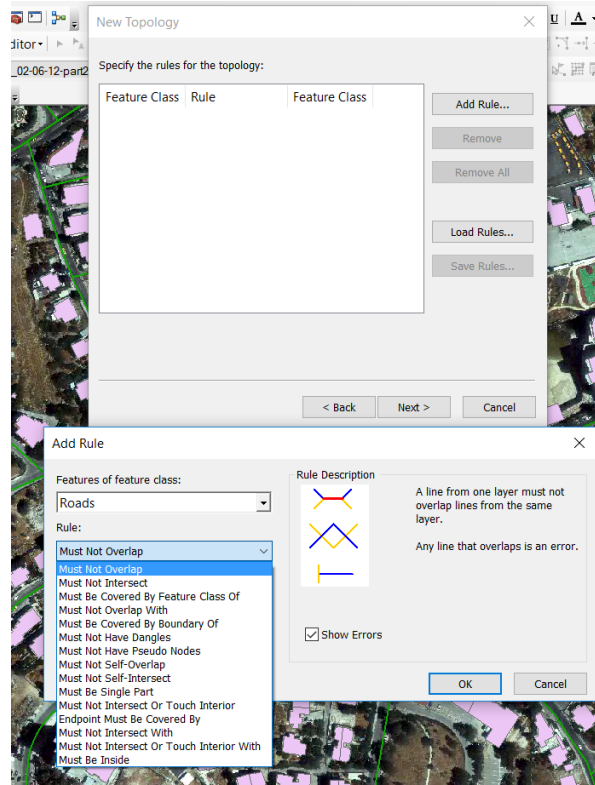 New Topology
U A
ditor
_02-06-12-part2
Specify the rules for the topology:
Feature Class Rule Feature Class
Add Rule...
Remove
Remove All
Load Rules...
Save Rules...
< Back Next > Cancel
Add Rule
Features of feature class:
Roads
Rule:
Must Not Overlap
Must Not Overlap
Must Not Intersect
Must Be Covered By Feature Class Of
Must Not Overlap With
Must Be Covered By Boundary Of
Must Not Have Dangles
Must Not Have Pseudo Nodes
Must Not Self-Overlap
Must Not Self-Intersect
Must Be Single Part
Must Not Intersect Or Touch Interior
Endpoint Must Be Covered By
Must Not Intersect With
Must Not Intersect Or Touch Interior With
Must Be Inside
Rule Description
A line from one layer must not
overlap lines from the same
layer.
Any line that overlaps is an error.
Show Errors
OK Cancel